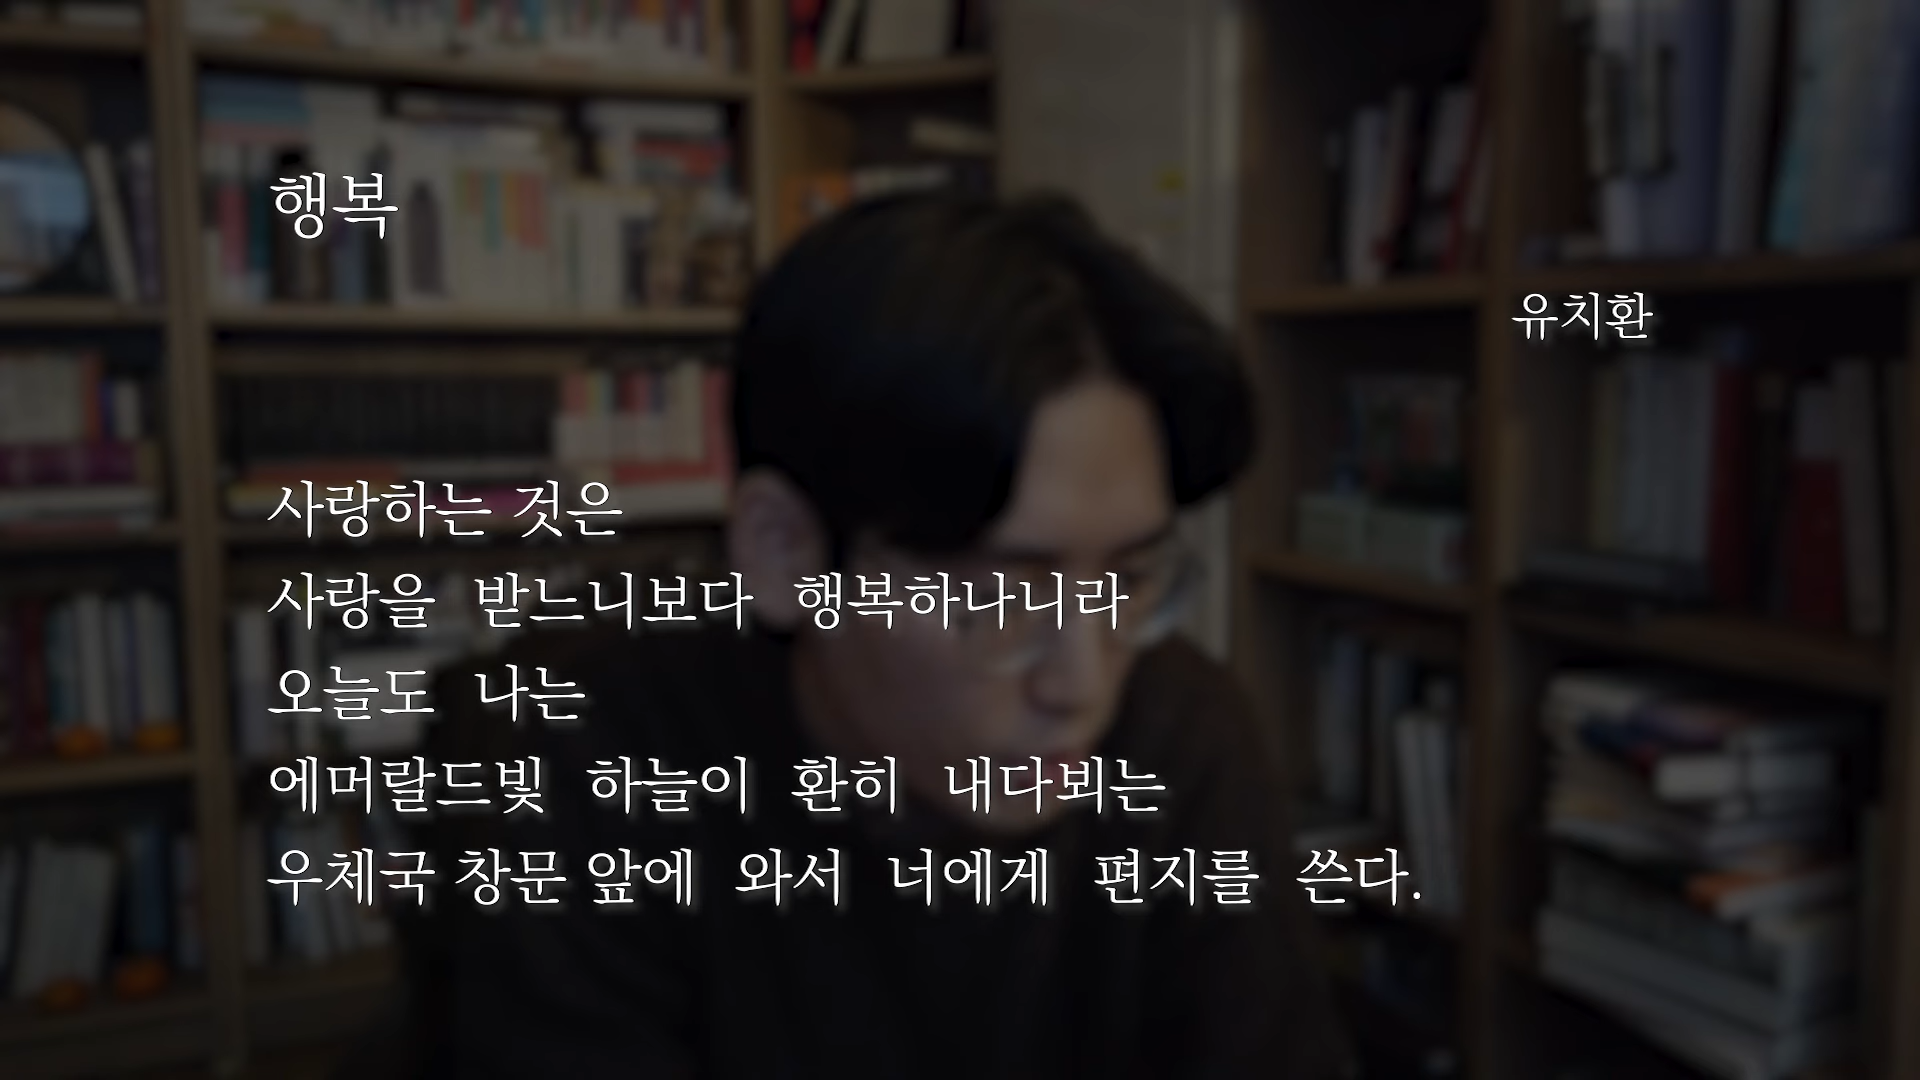 행복
유치환
사랑하는 것은
사랑을 받느니보다 행복하나니라
오늘도 나는
에머랄드빛 하늘이 환히 내다뵈는
우체국 창문 앞에 와서 너에게 편지를 쓴다.